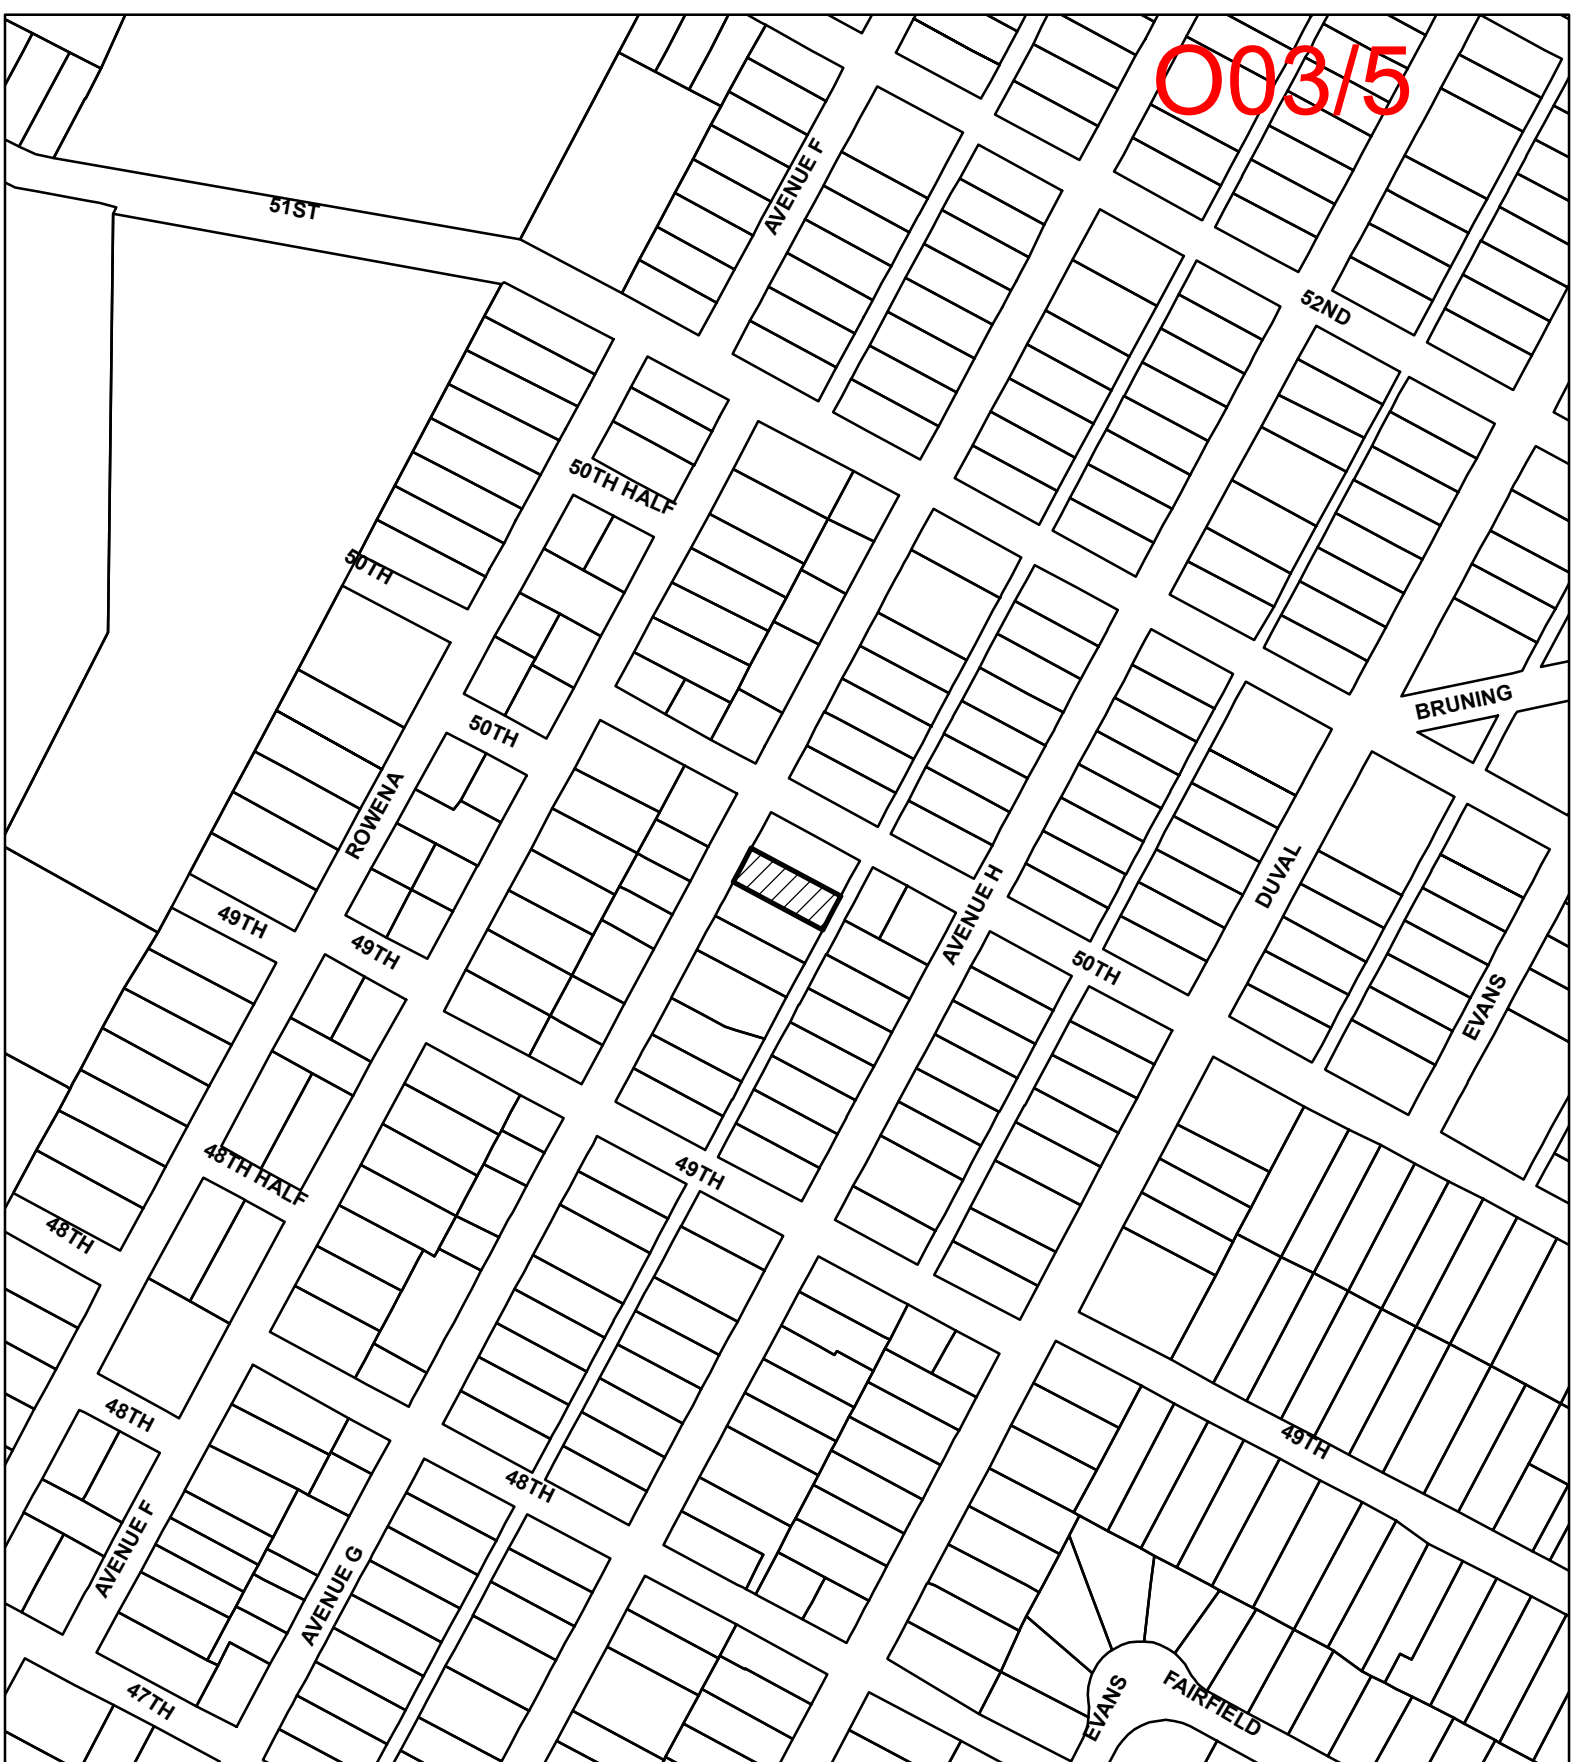 O03/5
AVENUE F
51ST
52ND
50TH HALF
50TH
BRUNING
50TH
ROWENA
DUVAL
AVENUE H
49TH
49TH
50TH
EVANS
49TH
48TH HALF
48TH
48TH
49TH
48TH
AVENUE F
AVENUE G
47TH
EVANS
FAIRFIELD